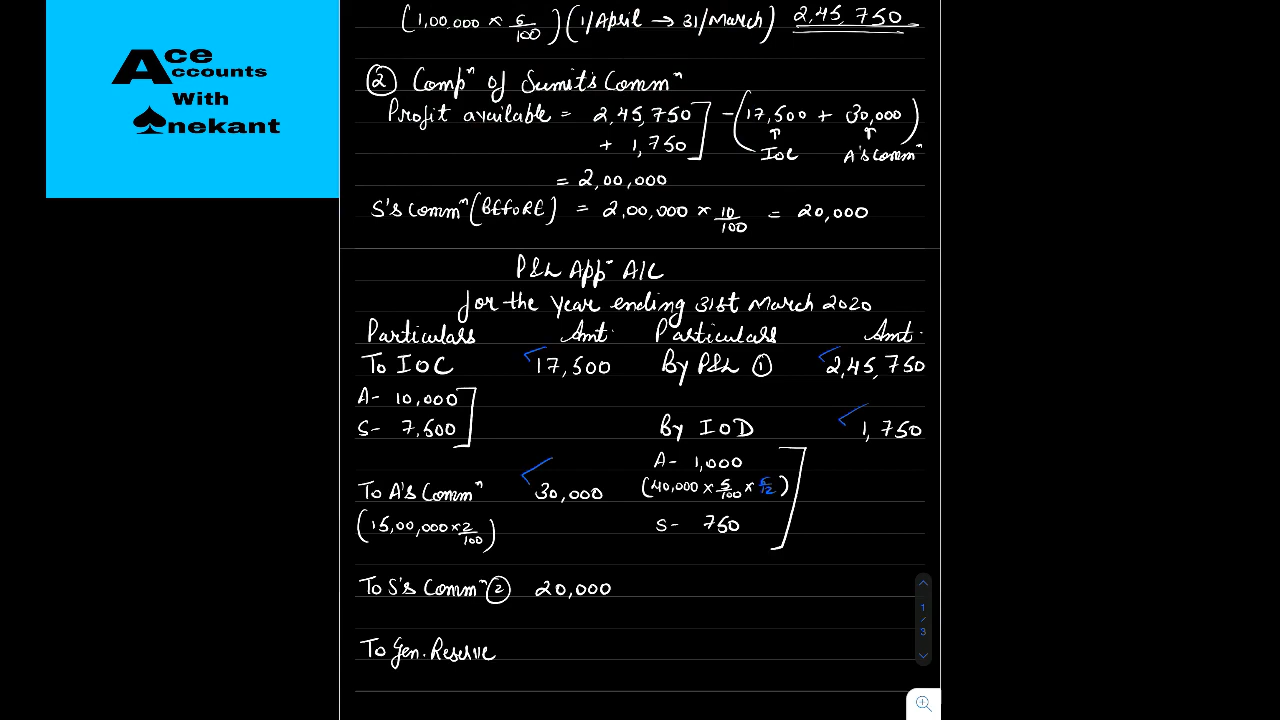 Ace
Accounts
With
Anekant
(1,00,000 × 5/100) (1/April → 31/March) 2,45,750
② Compⁿ of Sumit's Commⁿ
Profit available = 2,45,750 + 1,750] - (17,500 + 30,000)
↑ IOC ↑ A's Commⁿ
= 2,00,000
S's Commⁿ (BEFORE) = 2,00,000 × 10/100 = 20,000
P&L Appⁿ A/C
for the Year ending 31st March 2020
Particulars Amt. Particulars Amt.
To IOC 17,500 By P&L ① 2,45,750
A- 10,000
S- 7,500 By IOD 1,750
A- 1,000
To A's Commⁿ 30,000 (40,000 × 5/100 × 6/12)
(15,00,000 × 2/100) S- 750
To S's Commⁿ ② 20,000
To Gen. Reserve
1
/
3